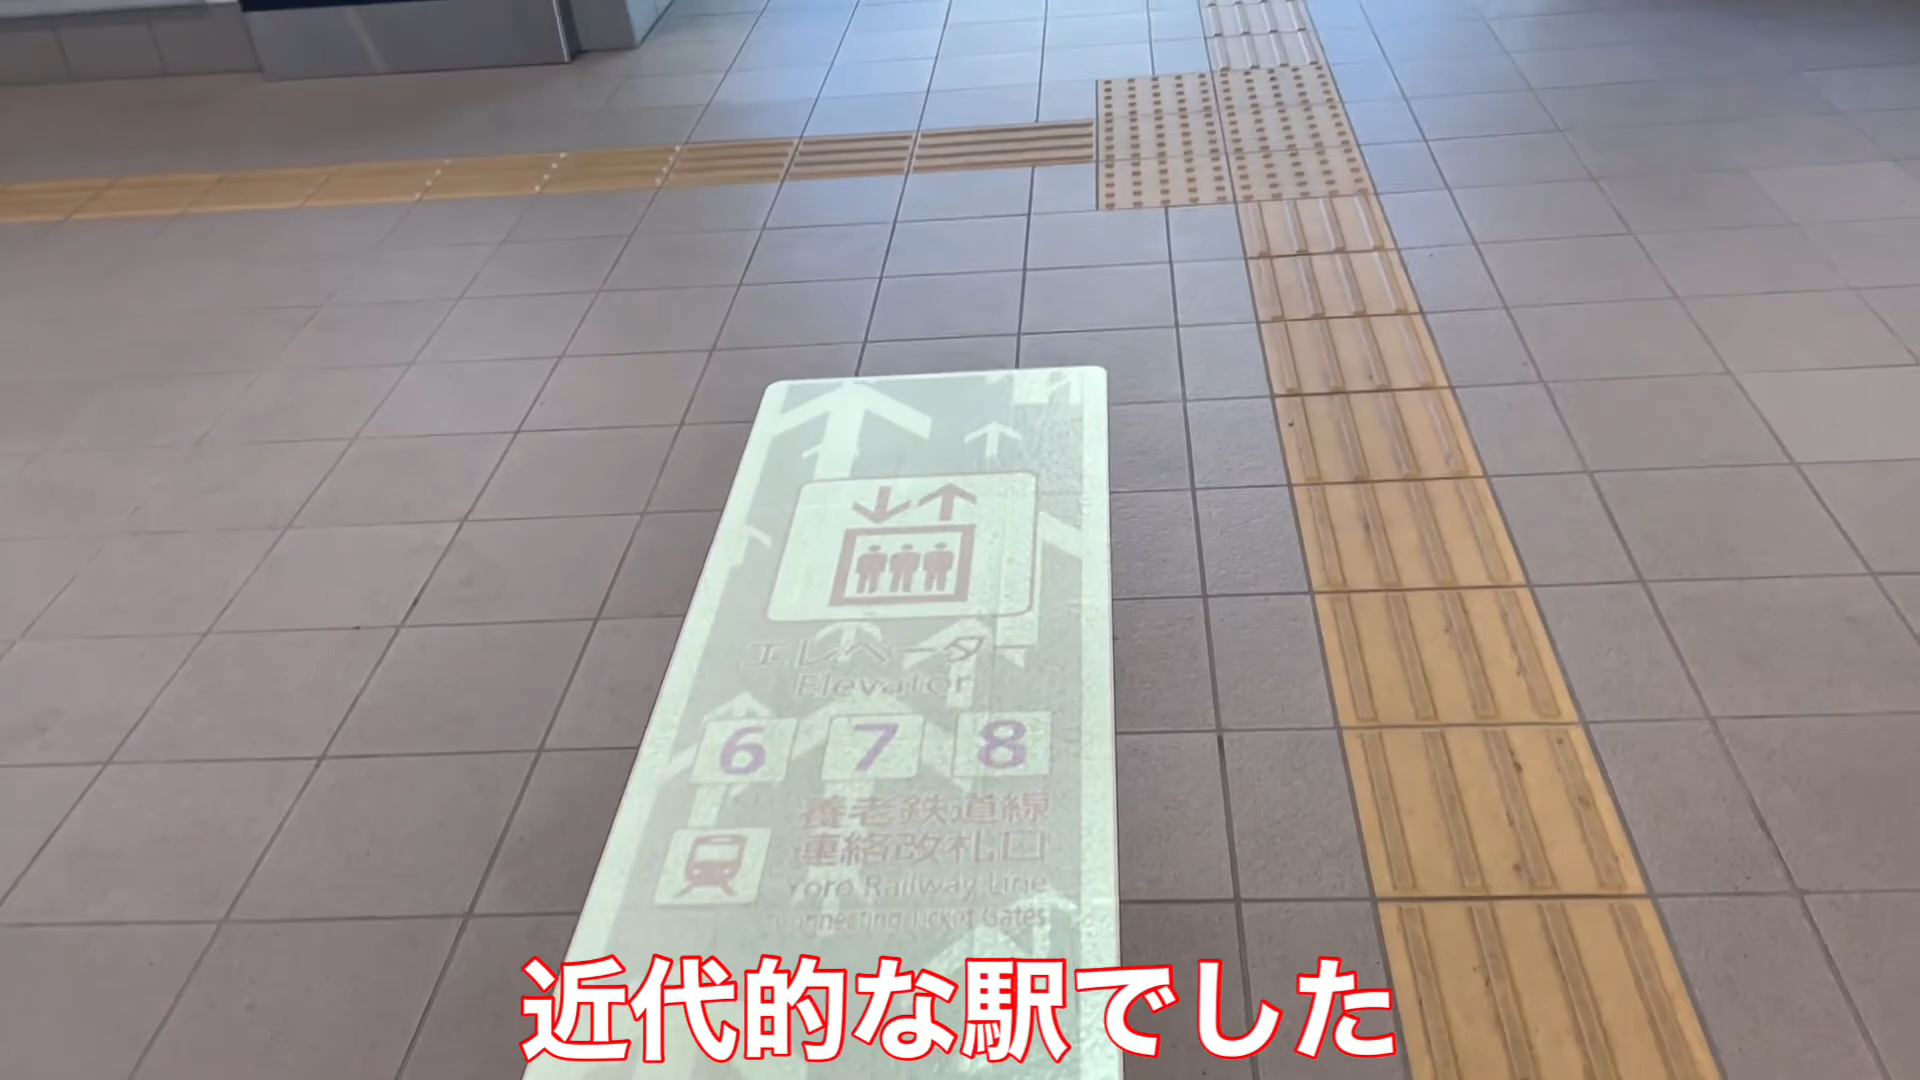 エレベーター
Elevator
6 7 8
養老鉄道線
連絡改札口
Yoro Railway Line
Connecting Ticket Gates
近代的な駅でした